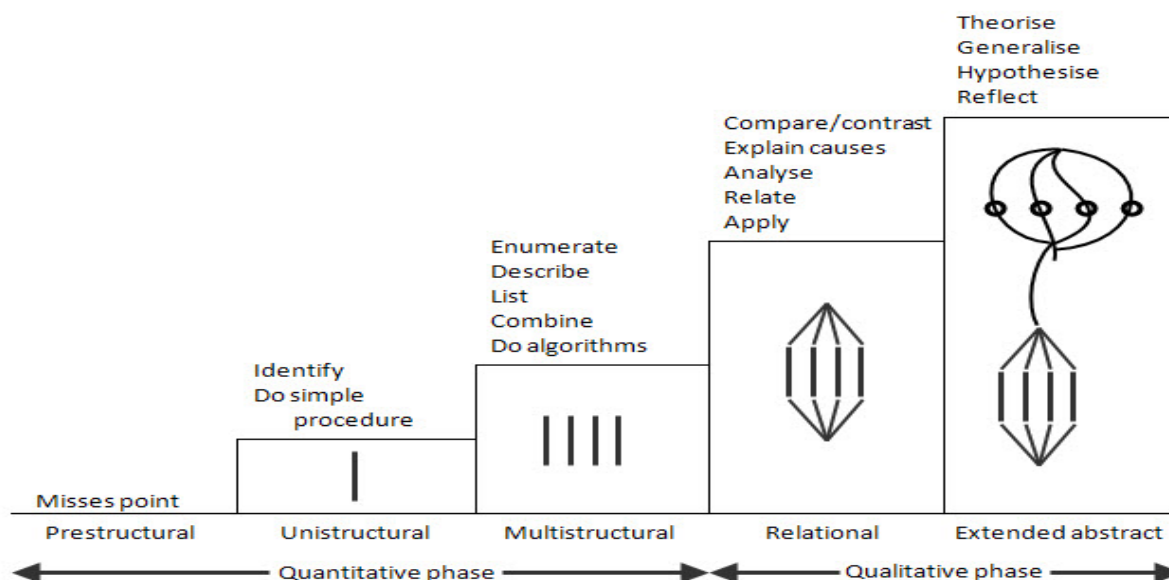 Theorise
Generalise
Hypothesise
Reflect
Compare/contrast
Explain causes
Analyse
Relate
Apply
Enumerate
Describe
List
Combine
Do algorithms
Identify
Do simple
procedure
Misses point
Prestructural
Unistructural
Multistructural
Relational
Extended abstract
Quantitative phase
Qualitative phase